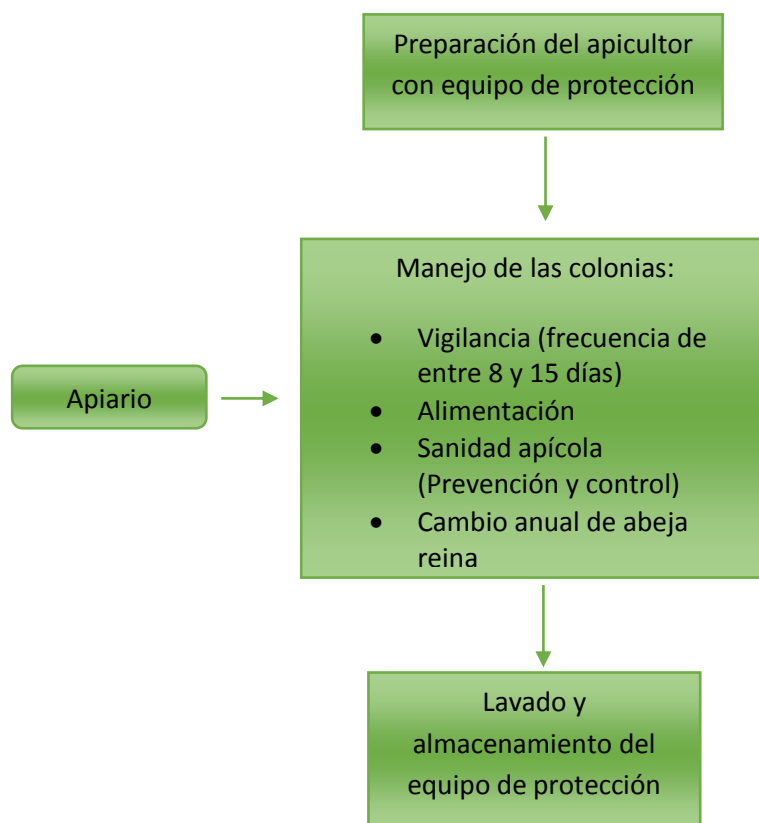 Preparación del apicultor
con equipo de protección
Manejo de las colonias:
• Vigilancia (frecuencia de
entre 8 y 15 días)
• Alimentación
• Sanidad apícola
(Prevención y control)
• Cambio anual de abeja
reina
Apiario
Lavado y
almacenamiento del
equipo de protección